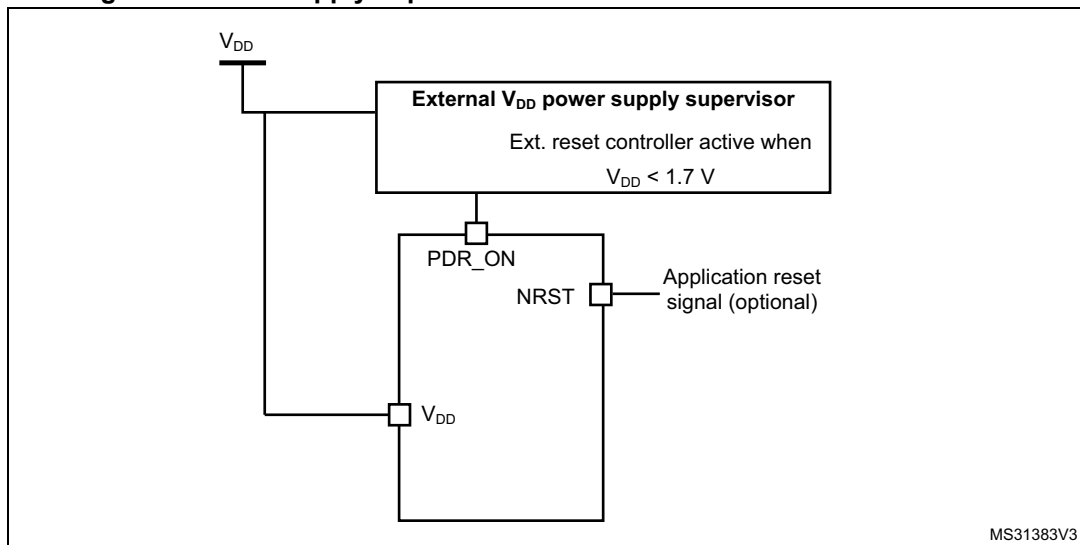 V_DD
External V_DD power supply supervisor
Ext. reset controller active when
V_DD < 1.7 V
PDR_ON
NRST
Application reset
signal (optional)
V_DD
MS31383V3